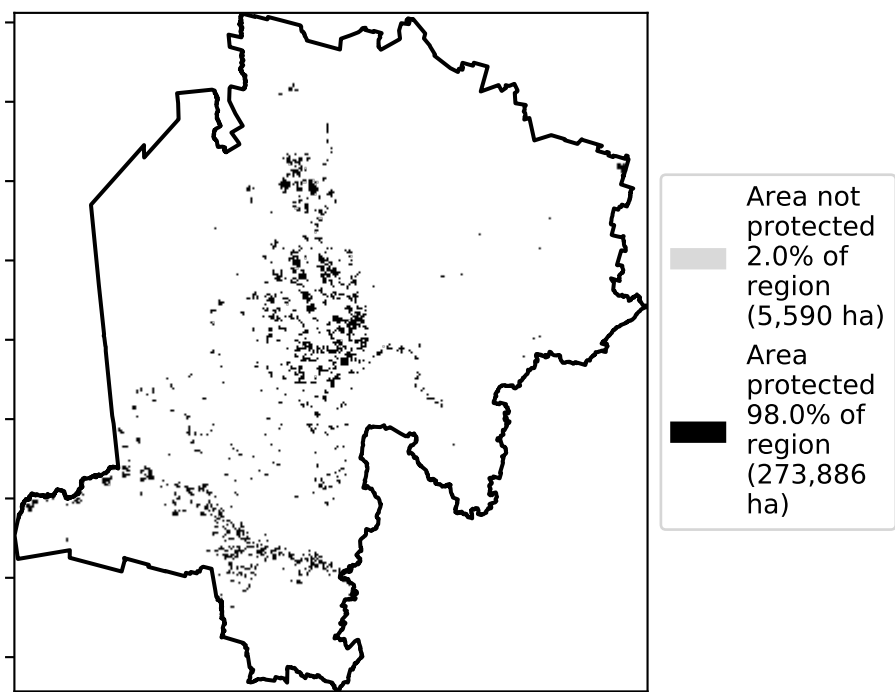 Area not
protected
2.0% of
region
(5,590 ha)
Area
protected
98.0% of
region
(273,886
ha)